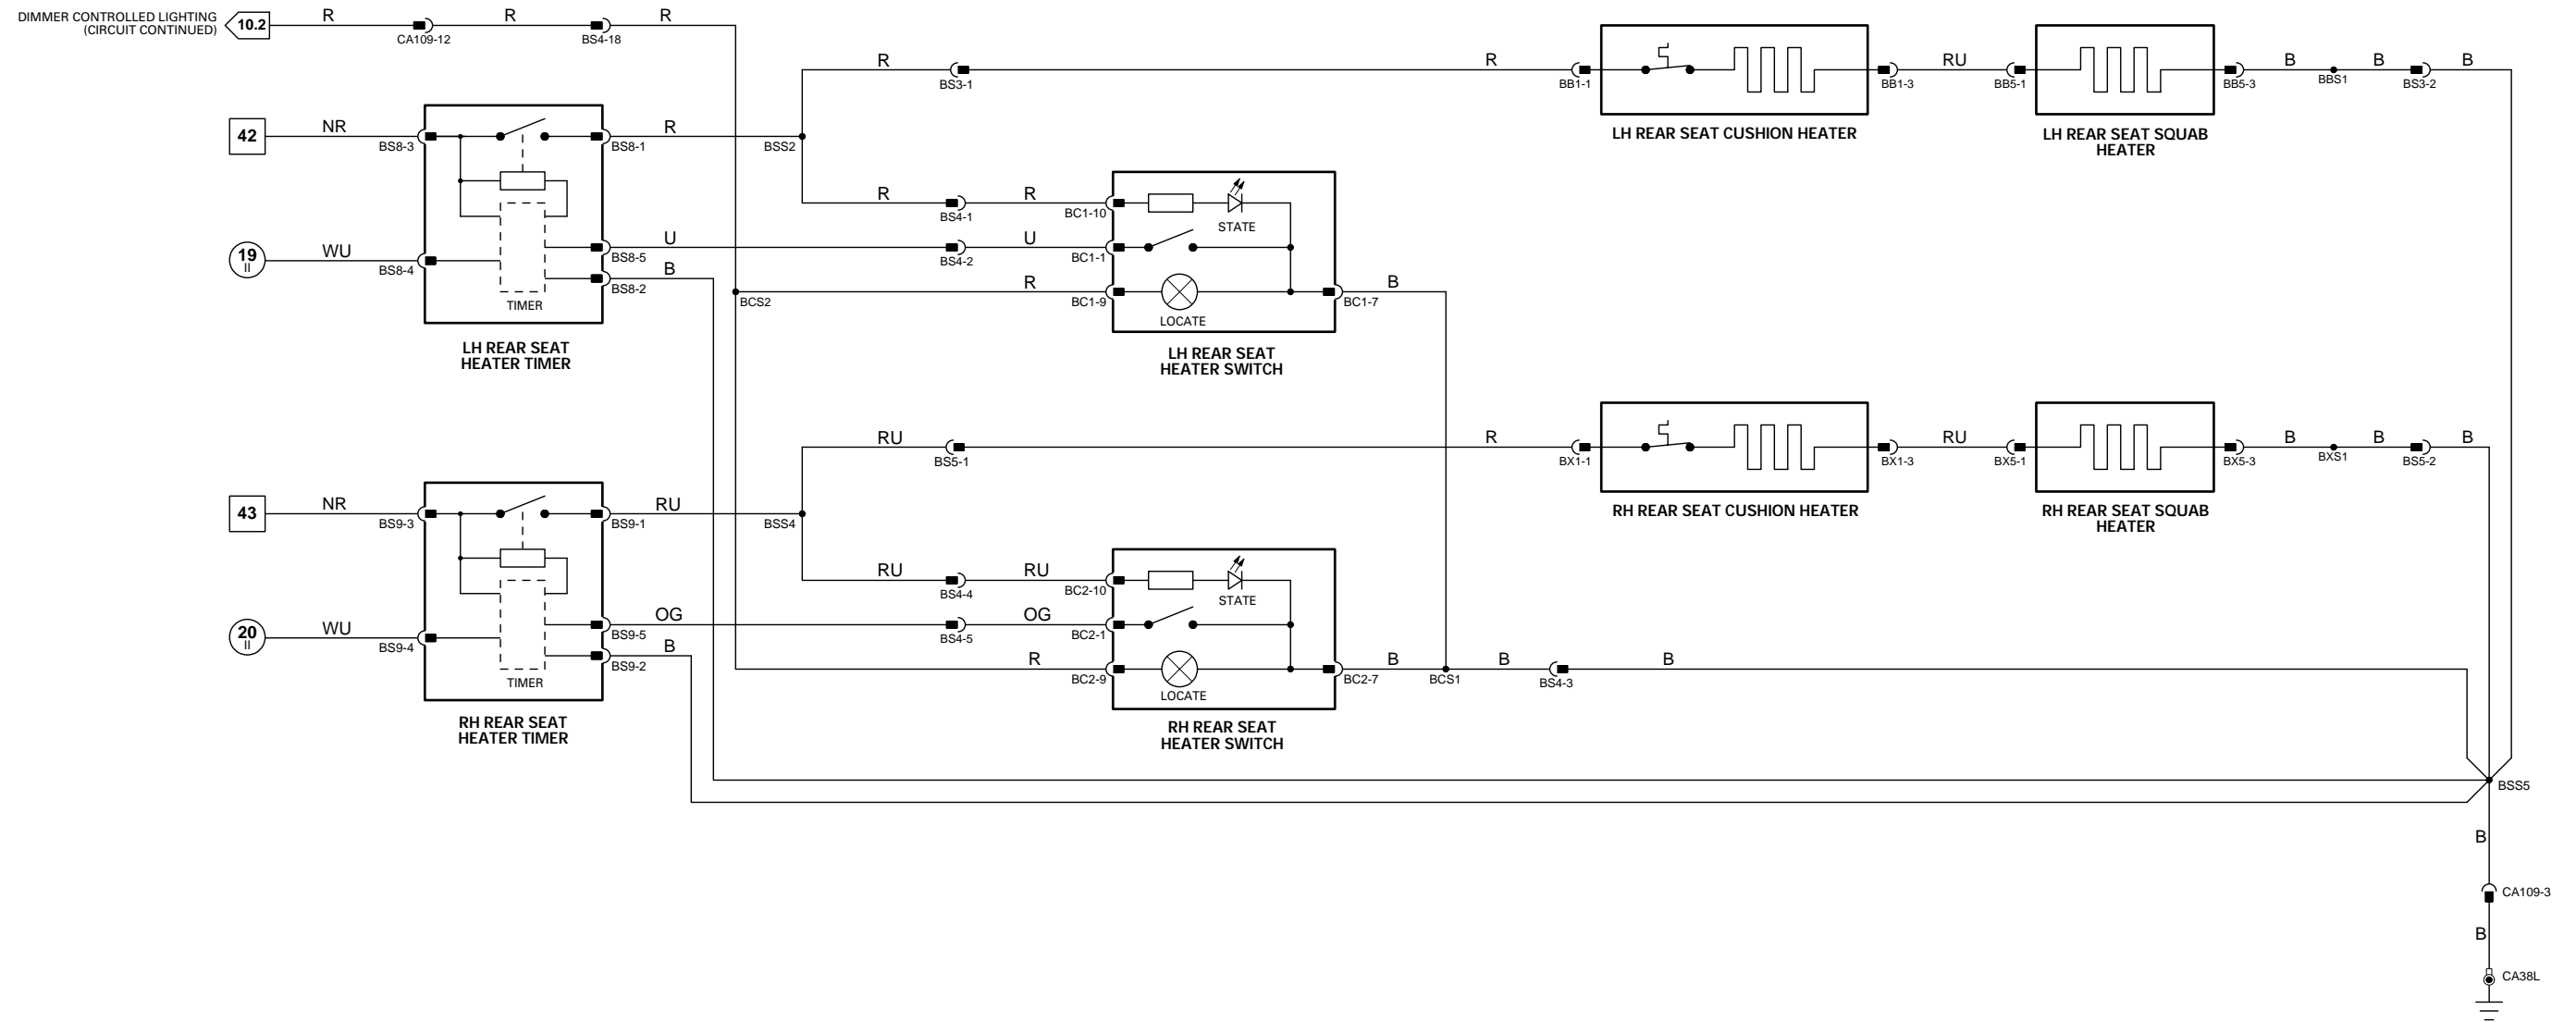 DIMMER CONTROLLED LIGHTING
(CIRCUIT CONTINUED)
10.2
R
CA109-12
R
BS4-18
R
R
BS3-1
R
BB1-1
BB1-3
RU
BB5-1
BB5-3
B
BBS1
B
BS3-2
B
LH REAR SEAT CUSHION HEATER
LH REAR SEAT SQUAB
HEATER
42
NR
BS8-3
BS8-1
R
BSS2
19
II
WU
BS8-4
BS8-5
U
BS8-2
B
TIMER
LH REAR SEAT
HEATER TIMER
R
BS4-1
R
BC1-10
STATE
BS4-2
U
BC1-1
BCS2
R
BC1-9
LOCATE
BC1-7
B
LH REAR SEAT
HEATER SWITCH
RU
BS5-1
R
BX1-1
BX1-3
RU
BX5-1
BX5-3
B
BXS1
B
BS5-2
B
RH REAR SEAT CUSHION HEATER
RH REAR SEAT SQUAB
HEATER
43
NR
BS9-3
BS9-1
RU
BSS4
20
II
WU
BS9-4
BS9-5
OG
BS9-2
B
TIMER
RH REAR SEAT
HEATER TIMER
RU
BS4-4
RU
BC2-10
STATE
BS4-5
OG
BC2-1
R
BC2-9
LOCATE
BC2-7
B
BCS1
B
BS4-3
B
RH REAR SEAT
HEATER SWITCH
BSS5
B
CA109-3
B
CA38L